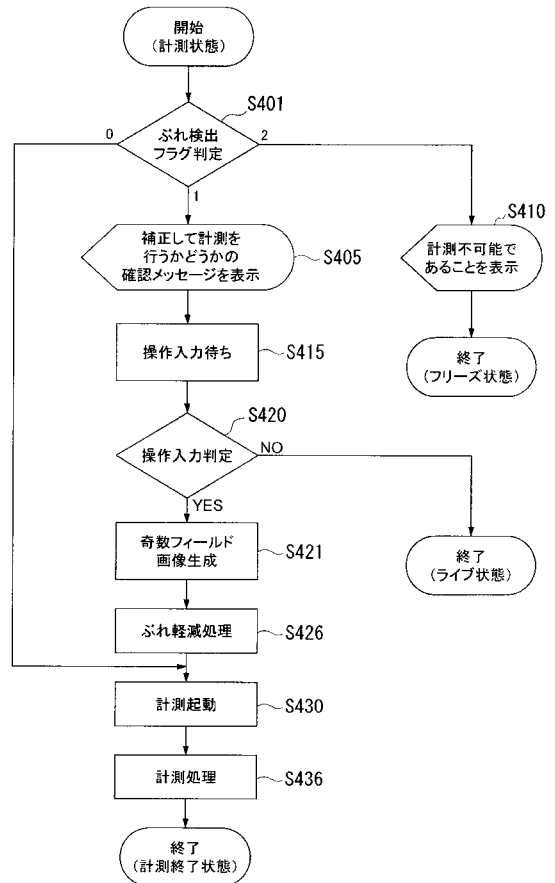 開始
(計測状態)
S401
ぶれ検出
フラグ判定
0
2
1
S410
計測不可能で
あることを表示
補正して計測を
行うかどうかの
確認メッセージを表示
S405
終了
(フリーズ状態)
操作入力待ち
S415
S420
操作入力判定
NO
YES
終了
(ライブ状態)
奇数フィールド
画像生成
S421
ぶれ軽減処理
S426
計測起動
S430
計測処理
S436
終了
(計測終了状態)